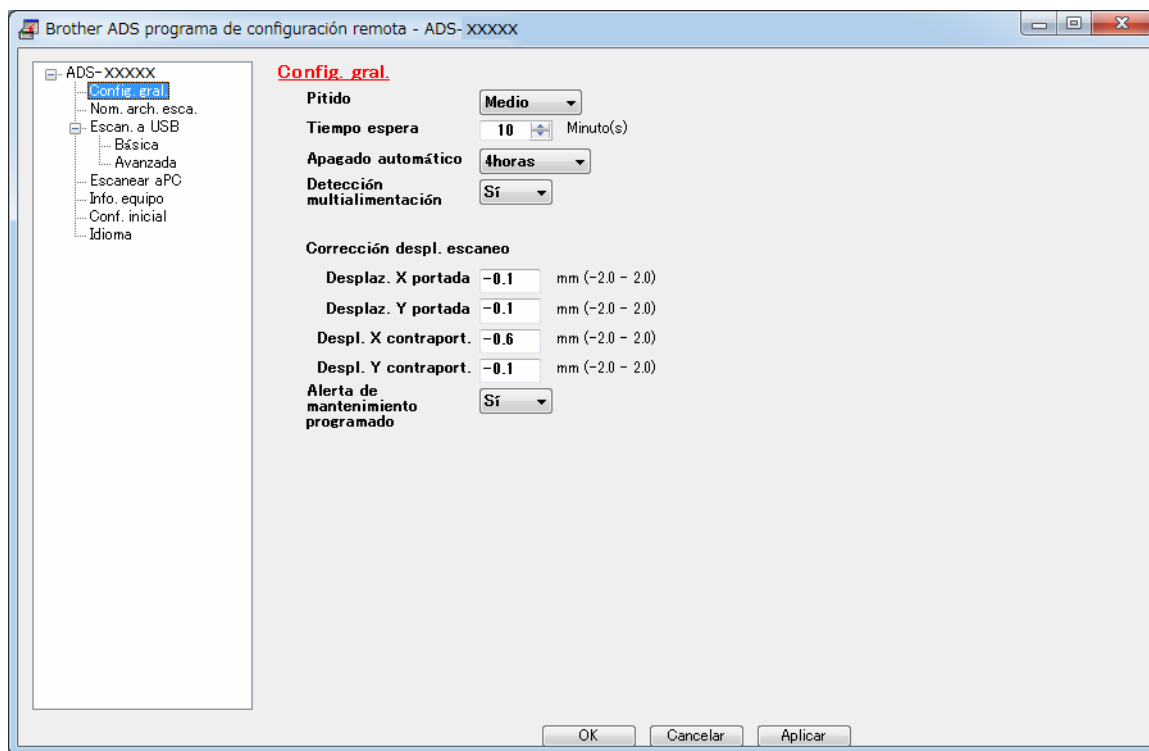 Brother ADS programa de configuración remota - ADS- XXXXX
ADS-XXXXX
Config. gral.
Nom. arch. esca.
Escan. a USB
Básica
Avanzada
Escanear aPC
Info. equipo
Conf. inicial
Idioma
Config. gral.
Pitido
Medio
Tiempo espera
10
Minuto(s)
Apagado automático
4horas
Detección
multialimentación
Sí
Corrección despl. escaneo
Desplaz. X portada
-0.1
mm (-2.0 - 2.0)
Desplaz. Y portada
-0.1
mm (-2.0 - 2.0)
Despl. X contraport.
-0.6
mm (-2.0 - 2.0)
Despl. Y contraport.
-0.1
mm (-2.0 - 2.0)
Alerta de
mantenimiento
programado
Sí
OK
Cancelar
Aplicar